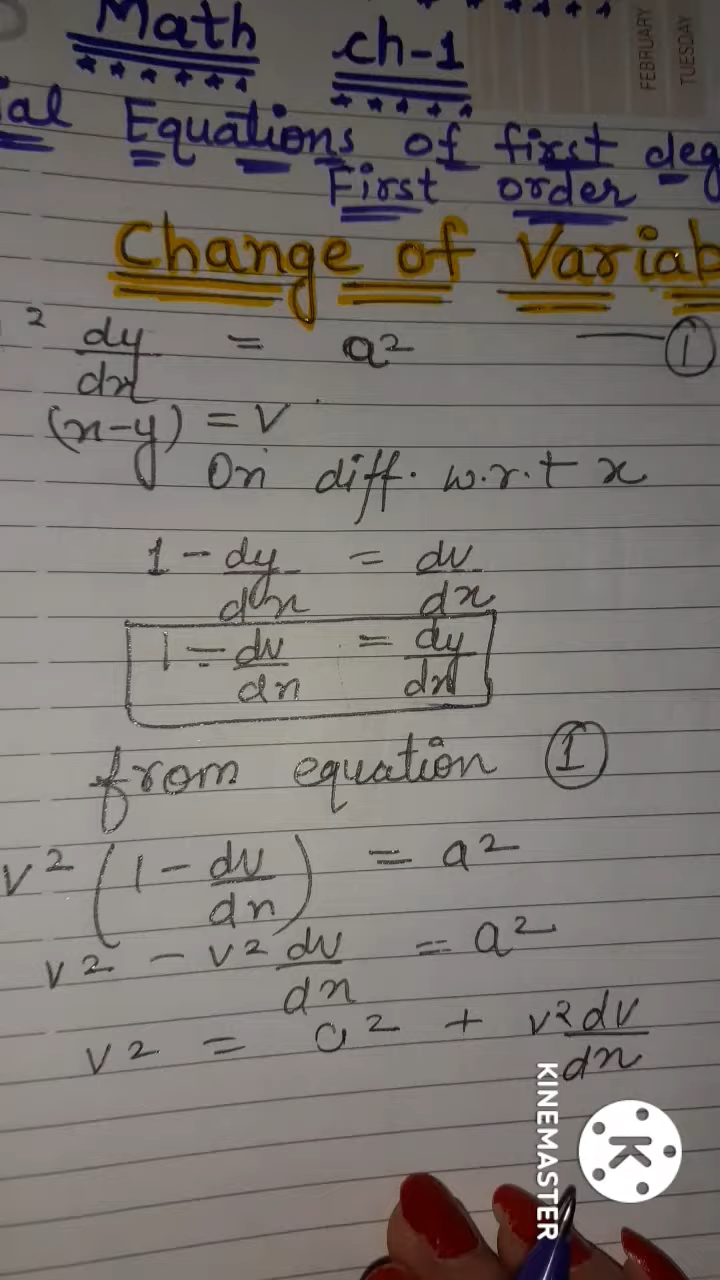 Math ch-1
FEBRUARY
TUESDAY
ial Equations of first deg
First order
Change of Variab
² dy/dx = a² — ①
(x-y) = v
On diff. w.r.t x
1 - dy/dx = dv/dx
1 - dv/dx = dy/dx
from equation ①
v² (1 - dv/dx) = a²
v² - v² dv/dx = a²
v² = a² + v² dv/dx
KINEMASTER